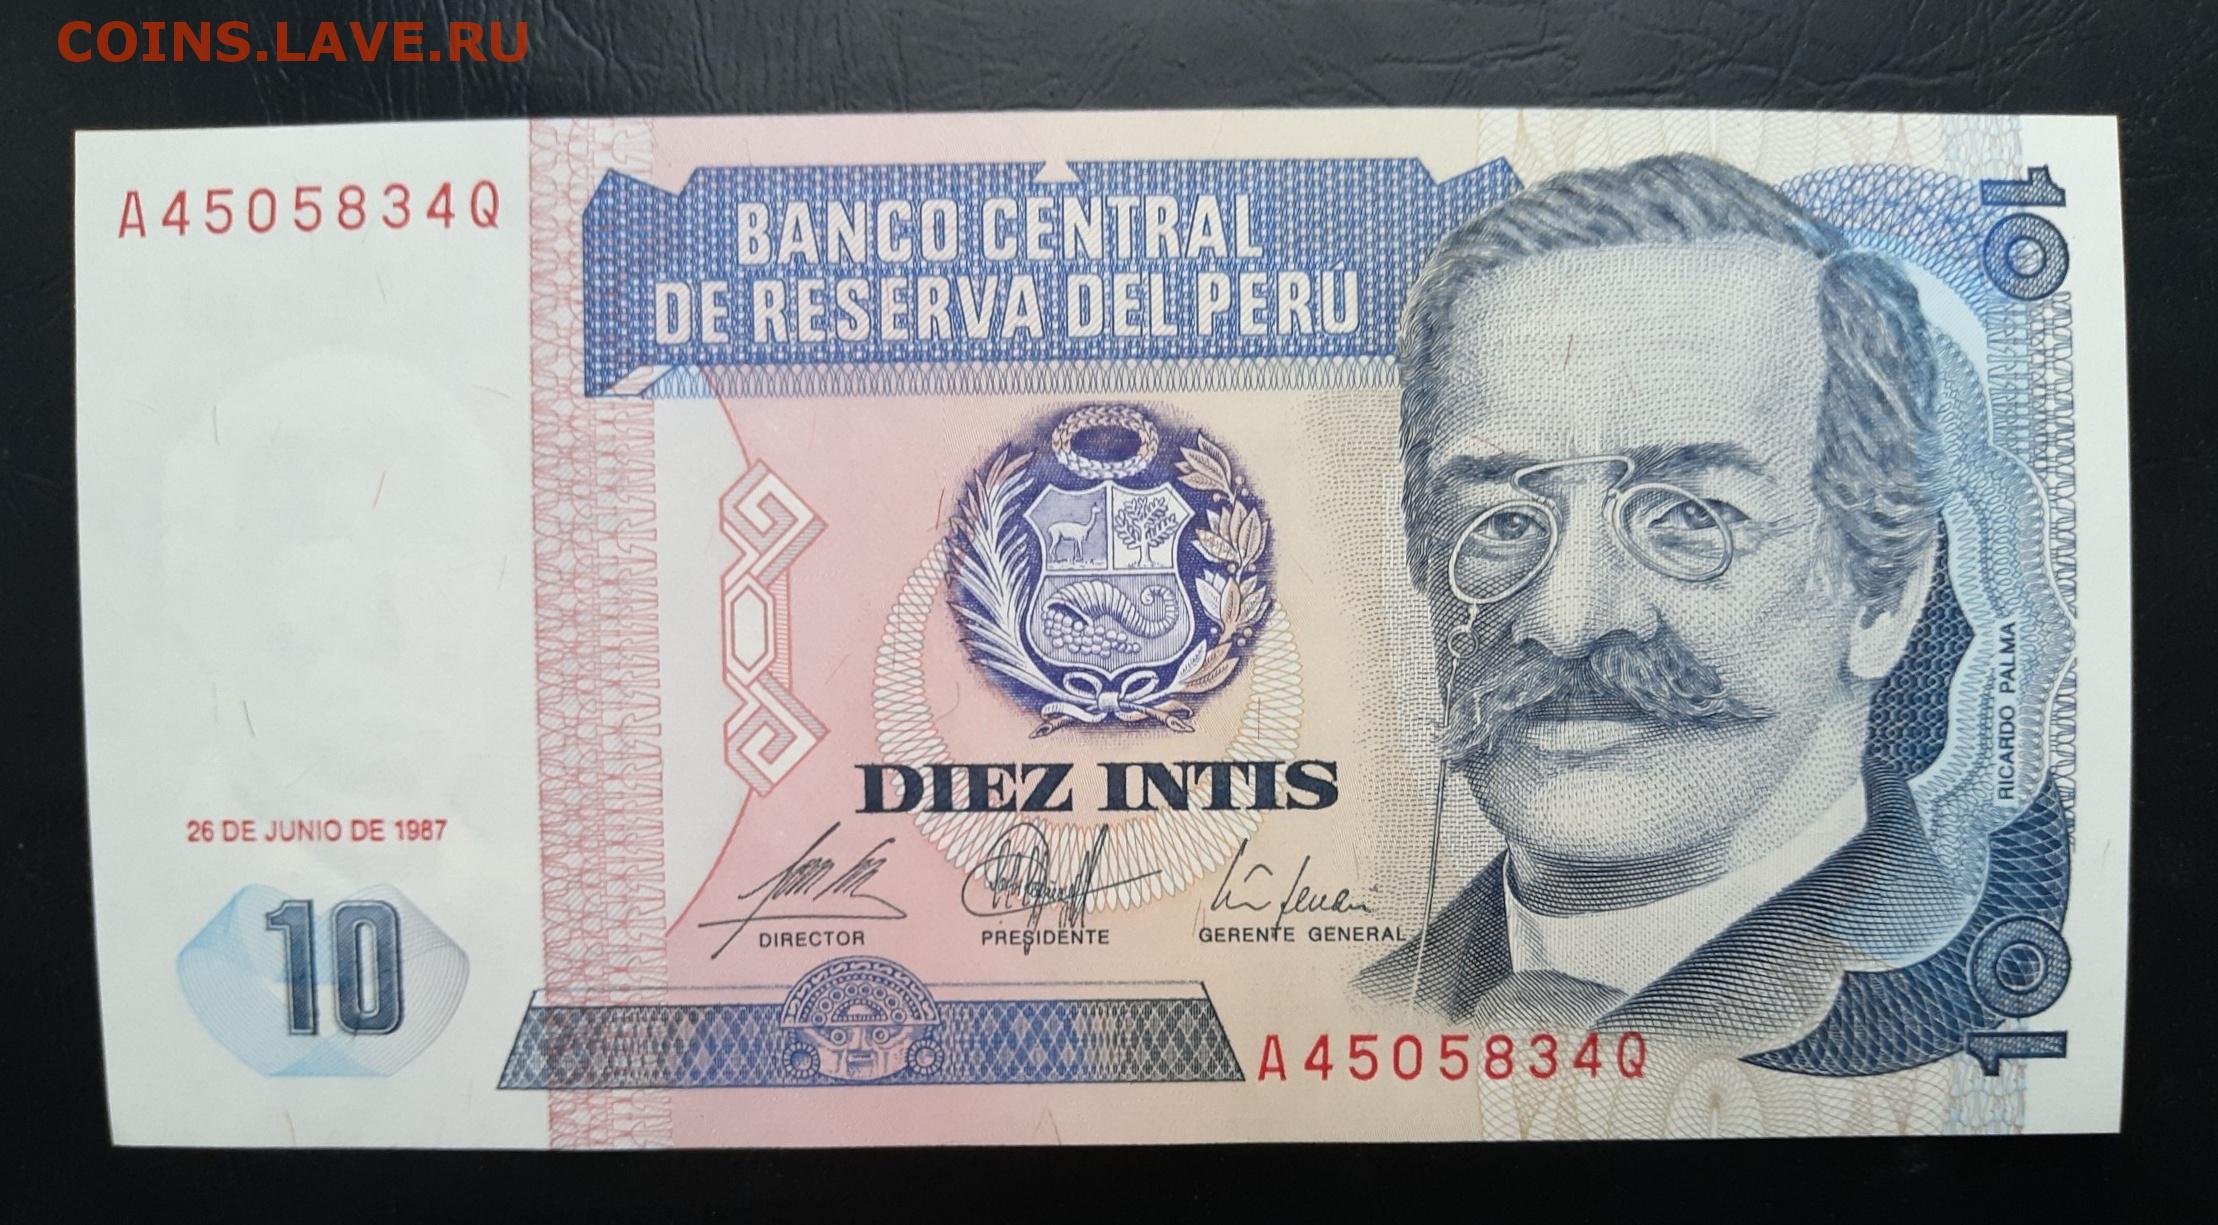 COINS.LAVE.RU
A4505834Q
BANCO CENTRAL
DE RESERVA DEL PERÚ
10
DIEZ INTIS
RICARDO PALMA
26 DE JUNIO DE 1987
10
DIRECTOR
PRESIDENTE
GERENTE GENERAL
A4505834Q
10